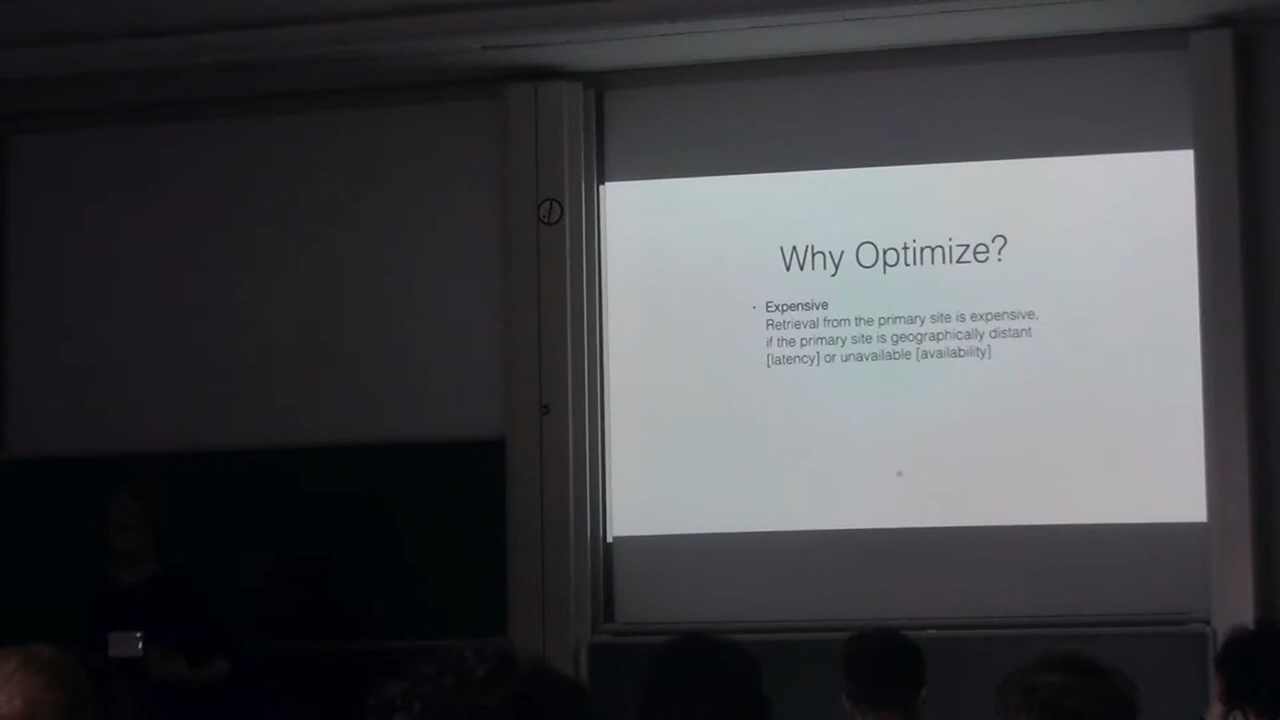 Why Optimize?
• Expensive
Retrieval from the primary site is expensive,
if the primary site is geographically distant
[latency] or unavailable [availability]